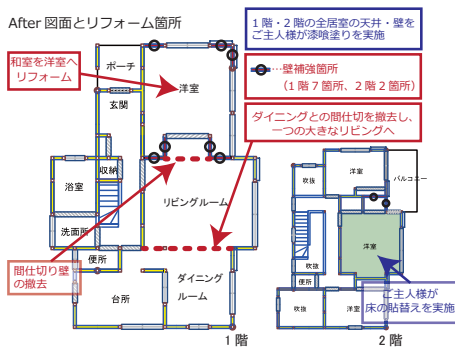 After 図面とリフォーム箇所
1階・2階の全居室の天井・壁を
ご主人様が漆喰塗りを実施
和室を洋室へ
リフォーム
…壁補強箇所
（1階7箇所、2階2箇所）
ダイニングとの間仕切を撤去し、
一つの大きなリビングへ
ポーチ
玄関
洋室
収納
浴室
洗面所
リビングルーム
便所
台所
ダイニング
ルーム
間仕切り壁
の撤去
1階
吹抜
洋室
バルコニー
洋室
吹抜
便所
吹抜
洋室
ご主人様が
床の貼替えを実施
2階